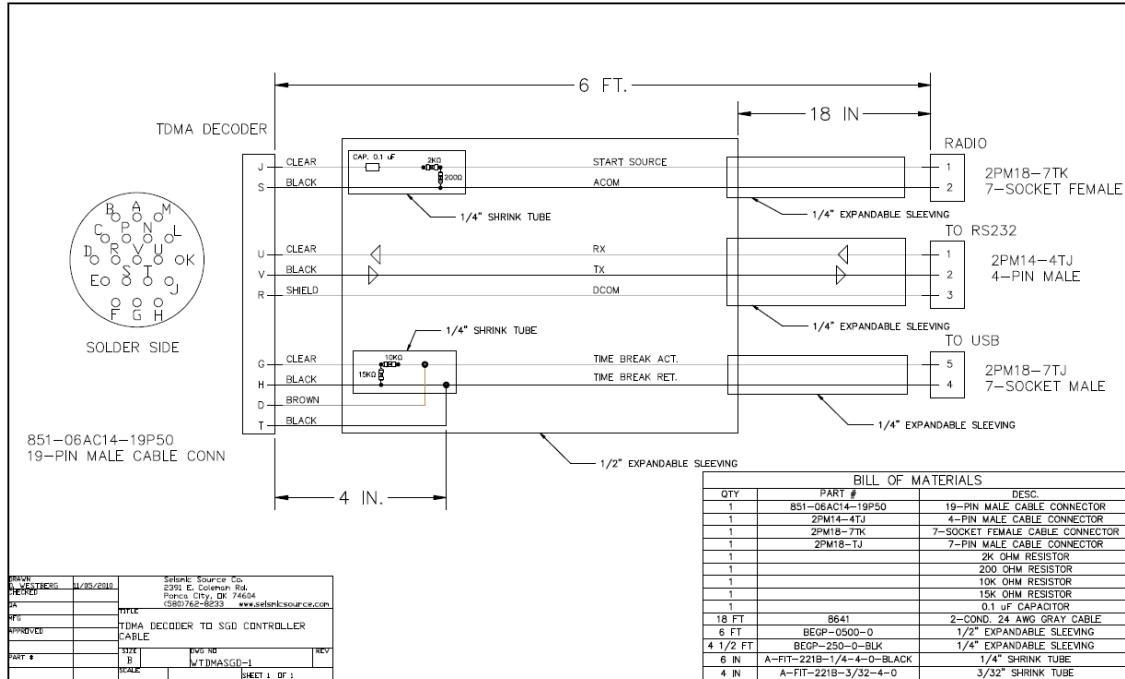 6 FT.
18 IN
TDMA DECODER
RADIO
J
CLEAR
CAP. 0.1 uF
2KΩ
200Ω
START SOURCE
1
S
BLACK
ACOM
2
2PM18-7TK
7-SOCKET FEMALE
1/4" SHRINK TUBE
1/4" EXPANDABLE SLEEVING
TO RS232
U
CLEAR
RX
1
V
BLACK
TX
2
R
SHIELD
DCOM
3
2PM14-4TJ
4-PIN MALE
1/4" EXPANDABLE SLEEVING
1/4" SHRINK TUBE
TO USB
G
CLEAR
10KΩ
15KΩ
TIME BREAK ACT.
5
H
BLACK
TIME BREAK RET.
4
D
BROWN
T
BLACK
2PM18-7TJ
7-SOCKET MALE
1/4" EXPANDABLE SLEEVING
1/2" EXPANDABLE SLEEVING
B A M
C P N L
D R V U K
E S T J
F G H
SOLDER SIDE
851-06AC14-19P50
19-PIN MALE CABLE CONN
4 IN.
BILL OF MATERIALS
QTY PART # DESC.
1 851-06AC14-19P50 19-PIN MALE CABLE CONNECTOR
1 2PM14-4TJ 4-PIN MALE CABLE CONNECTOR
1 2PM18-7TK 7-SOCKET FEMALE CABLE CONNECTOR
1 2PM18-TJ 7-PIN MALE CABLE CONNECTOR
1 2K OHM RESISTOR
1 200 OHM RESISTOR
1 10K OHM RESISTOR
1 15K OHM RESISTOR
1 0.1 uF CAPACITOR
18 FT 8641 2-COND. 24 AWG GRAY CABLE
6 FT BEGP-0500-0 1/2" EXPANDABLE SLEEVING
4 1/2 FT BEGP-250-0-BLK 1/4" EXPANDABLE SLEEVING
6 IN A-FIT-221B-1/4-4-0-BLACK 1/4" SHRINK TUBE
4 IN A-FIT-221B-3/32-4-0 3/32" SHRINK TUBE
DRAWN
D. WESTBERG 11/05/2010
CHECKED
QA
MFG
APPROVED
PART #
Seismic Source Co.
2391 E. Coleman Rd.
Ponca City, OK 74604
(580)762-8233 www.seismicsource.com
TITLE
TDMA DECODER TO SGD CONTROLLER
CABLE
SIZE
B
DWG NO
WTDMASGD-1
REV
SCALE
SHEET 1 OF 1